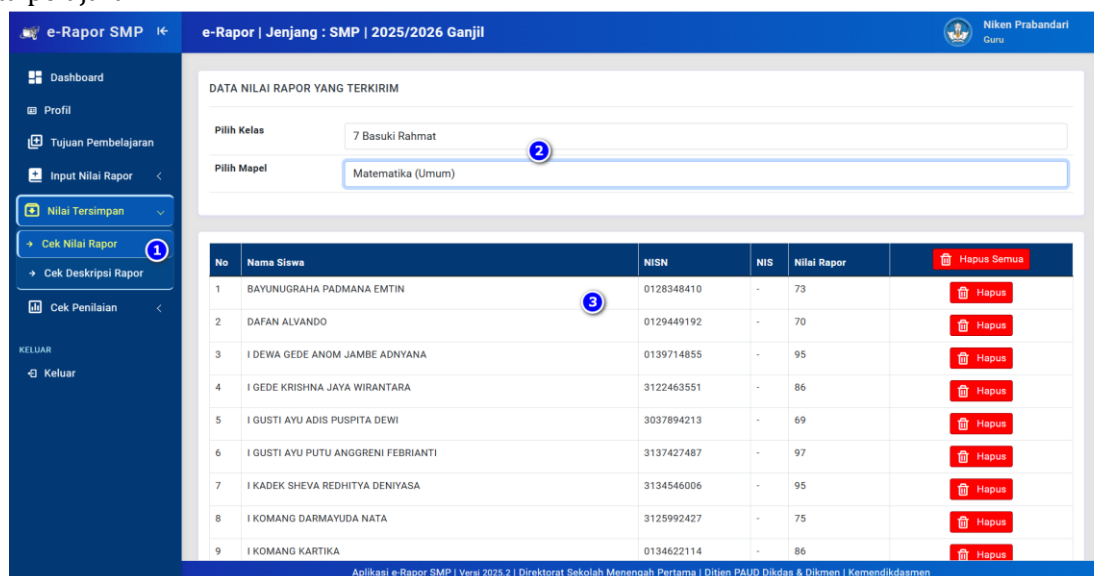 e-Rapor SMP
e-Rapor | Jenjang : SMP | 2025/2026 Ganjil
Niken Prabandari
Guru
Dashboard
Profil
Tujuan Pembelajaran
Input Nilai Rapor
Nilai Tersimpan
Cek Nilai Rapor
1
Cek Deskripsi Rapor
Cek Penilaian
KELUAR
Keluar
DATA NILAI RAPOR YANG TERKIRIM
Pilih Kelas 7 Basuki Rahmat
2
Pilih Mapel Matematika (Umum)
No Nama Siswa NISN NIS Nilai Rapor Hapus Semua
1 BAYUNUGRAHA PADMANA EMTIN 0128348410 - 73 Hapus
3
2 DAFAN ALVANDO 0129449192 - 70 Hapus
3 I DEWA GEDE ANOM JAMBE ADNYANA 0139714855 - 95 Hapus
4 I GEDE KRISHNA JAYA WIRANTARA 3122463551 - 86 Hapus
5 I GUSTI AYU ADIS PUSPITA DEWI 3037894213 - 69 Hapus
6 I GUSTI AYU PUTU ANGGRENI FEBRIANTI 3137427487 - 97 Hapus
7 I KADEK SHEVA REDHITYA DENIYASA 3134546006 - 95 Hapus
8 I KOMANG DARMAYUDA NATA 3125992427 - 75 Hapus
9 I KOMANG KARTIKA 0134622114 - 86 Hapus
Aplikasi e-Rapor SMP | Versi 2025.2 | Direktorat Sekolah Menengah Pertama | Ditjen PAUD Dikdas & Dikmen | Kemendikdasmen